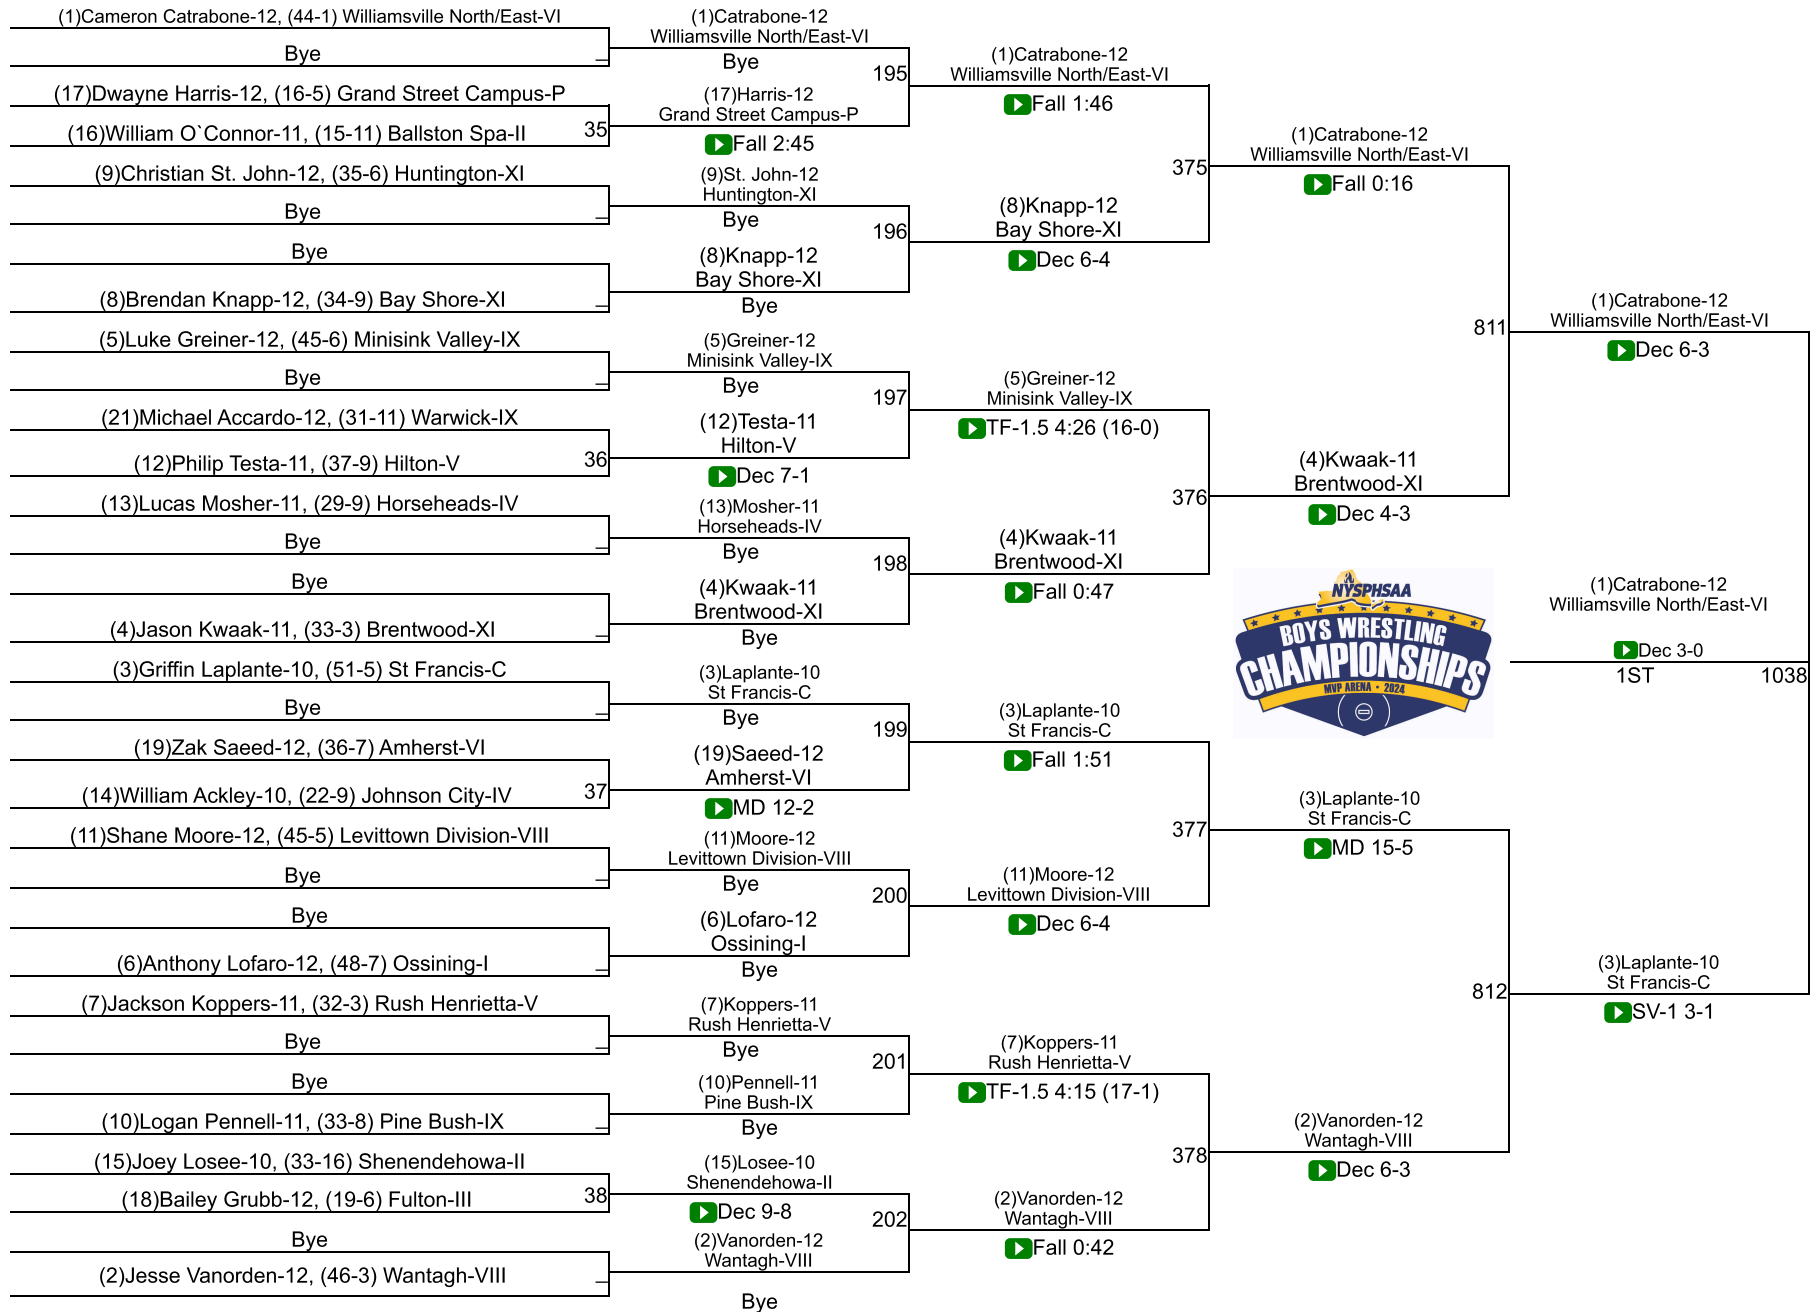 (1)Cameron Catrabone-12, (44-1) Williamsville North/East-VI
Bye
(17)Dwayne Harris-12, (16-5) Grand Street Campus-P
(16)William O`Connor-11, (15-11) Ballston Spa-II
35
(9)Christian St. John-12, (35-6) Huntington-XI
Bye
Bye
(8)Brendan Knapp-12, (34-9) Bay Shore-XI
(5)Luke Greiner-12, (45-6) Minisink Valley-IX
Bye
(21)Michael Accardo-12, (31-11) Warwick-IX
(12)Philip Testa-11, (37-9) Hilton-V
36
(13)Lucas Mosher-11, (29-9) Horseheads-IV
Bye
Bye
(4)Jason Kwaak-11, (33-3) Brentwood-XI
(3)Griffin Laplante-10, (51-5) St Francis-C
Bye
(19)Zak Saeed-12, (36-7) Amherst-VI
(14)William Ackley-10, (22-9) Johnson City-IV
37
(11)Shane Moore-12, (45-5) Levittown Division-VIII
Bye
Bye
(6)Anthony Lofaro-12, (48-7) Ossining-I
(7)Jackson Koppers-11, (32-3) Rush Henrietta-V
Bye
Bye
(10)Logan Pennell-11, (33-8) Pine Bush-IX
(15)Joey Losee-10, (33-16) Shenendehowa-II
(18)Bailey Grubb-12, (19-6) Fulton-III
38
Bye
(2)Jesse Vanorden-12, (46-3) Wantagh-VIII
(1)Catrabone-12
Williamsville North/East-VI
Bye
195
(17)Harris-12
Grand Street Campus-P
Fall 2:45
(9)St. John-12
Huntington-XI
Bye
196
(8)Knapp-12
Bay Shore-XI
Bye
(5)Greiner-12
Minisink Valley-IX
Bye
197
(12)Testa-11
Hilton-V
Dec 7-1
(13)Mosher-11
Horseheads-IV
Bye
198
(4)Kwaak-11
Brentwood-XI
Bye
(3)Laplante-10
St Francis-C
Bye
199
(19)Saeed-12
Amherst-VI
MD 12-2
(11)Moore-12
Levittown Division-VIII
Bye
200
(6)Lofaro-12
Ossining-I
Bye
(7)Koppers-11
Rush Henrietta-V
Bye
201
(10)Pennell-11
Pine Bush-IX
Bye
(15)Losee-10
Shenendehowa-II
Dec 9-8
202
(2)Vanorden-12
Wantagh-VIII
Bye
(1)Catrabone-12
Williamsville North/East-VI
Fall 1:46
375
(8)Knapp-12
Bay Shore-XI
Dec 6-4
(5)Greiner-12
Minisink Valley-IX
TF-1.5 4:26 (16-0)
376
(4)Kwaak-11
Brentwood-XI
Fall 0:47
(3)Laplante-10
St Francis-C
Fall 1:51
377
(11)Moore-12
Levittown Division-VIII
Dec 6-4
(7)Koppers-11
Rush Henrietta-V
TF-1.5 4:15 (17-1)
378
(2)Vanorden-12
Wantagh-VIII
Fall 0:42
(1)Catrabone-12
Williamsville North/East-VI
Fall 0:16
811
(4)Kwaak-11
Brentwood-XI
Dec 4-3
NYSPHSAA
BOYS WRESTLING
CHAMPIONSHIPS
MVP ARENA • 2024
(3)Laplante-10
St Francis-C
MD 15-5
812
(2)Vanorden-12
Wantagh-VIII
Dec 6-3
(1)Catrabone-12
Williamsville North/East-VI
Dec 6-3
(1)Catrabone-12
Williamsville North/East-VI
Dec 3-0
1ST
1038
(3)Laplante-10
St Francis-C
SV-1 3-1